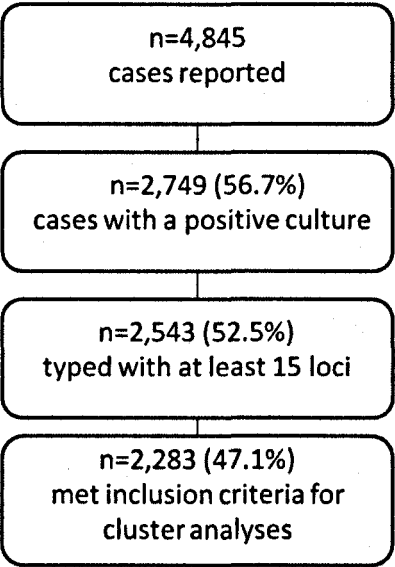 n=4,845
cases reported
n=2,749 (56.7%)
cases with a positive culture
n=2,543 (52.5%)
typed with at least 15 loci
n=2,283 (47.1%)
met inclusion criteria for
cluster analyses